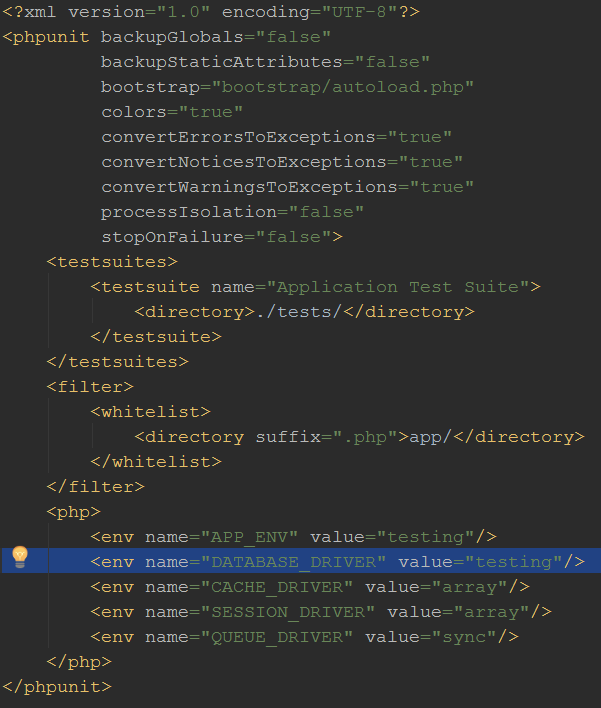 <?xml version="1.0" encoding="UTF-8"?>
<phpunit backupGlobals="false"
         backupStaticAttributes="false"
         bootstrap="bootstrap/autoload.php"
         colors="true"
         convertErrorsToExceptions="true"
         convertNoticesToExceptions="true"
         convertWarningsToExceptions="true"
         processIsolation="false"
         stopOnFailure="false">
    <testsuites>
        <testsuite name="Application Test Suite">
            <directory>./tests/</directory>
        </testsuite>
    </testsuites>
    <filter>
        <whitelist>
            <directory suffix=".php">app/</directory>
        </whitelist>
    </filter>
    <php>
        <env name="APP_ENV" value="testing"/>
        <env name="DATABASE_DRIVER" value="testing"/>
        <env name="CACHE_DRIVER" value="array"/>
        <env name="SESSION_DRIVER" value="array"/>
        <env name="QUEUE_DRIVER" value="sync"/>
    </php>
</phpunit>